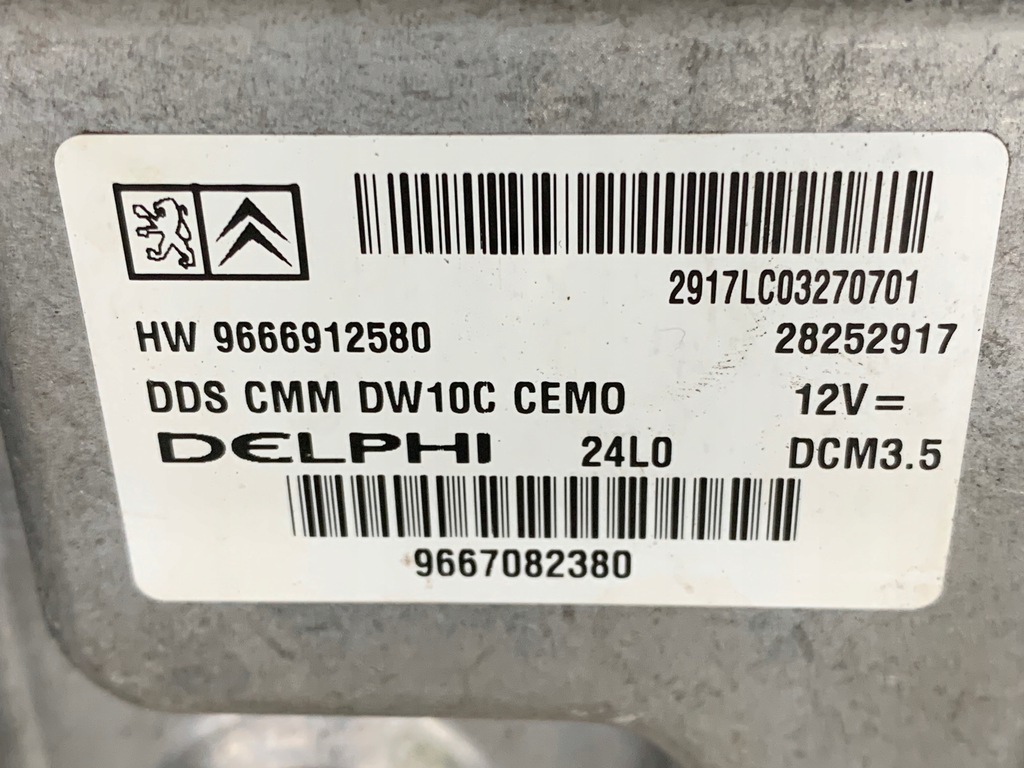 2917LC03270701
HW 9666912580 28252917
DDS CMM DW10C CEMO 12V=
DELPHI 24L0 DCM3.5
9667082380